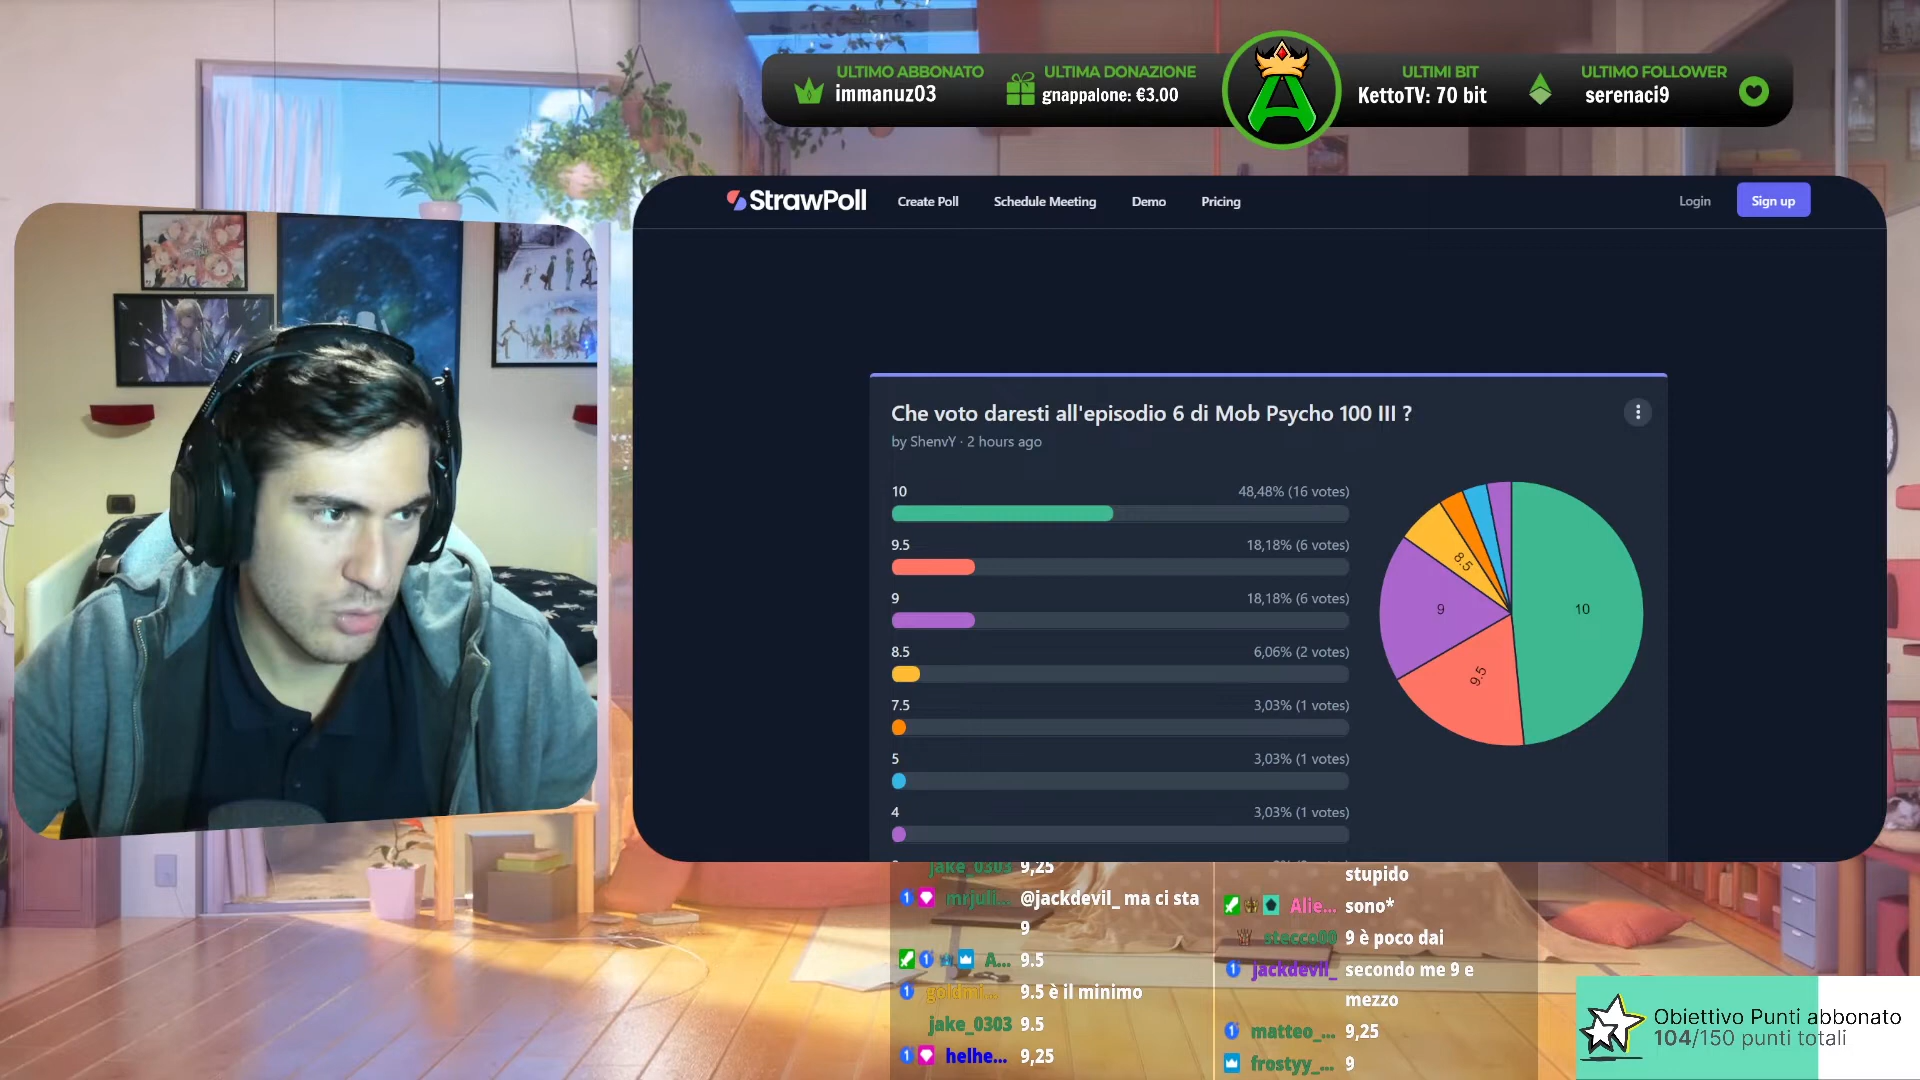 ULTIMO ABBONATO
immanuz03
ULTIMA DONAZIONE
gnappalone: €3.00
ULTIMI BIT
KettoTV: 70 bit
ULTIMO FOLLOWER
serenaci9
StrawPoll
Create Poll
Schedule Meeting
Demo
Pricing
Login
Sign up
Che voto daresti all'episodio 6 di Mob Psycho 100 III ?
by ShenvY · 2 hours ago
10 48,48% (16 votes)
9.5 18,18% (6 votes)
9 18,18% (6 votes)
8.5 6,06% (2 votes)
7.5 3,03% (1 votes)
5 3,03% (1 votes)
4 3,03% (1 votes)
8.5
9
10
9.5
jake_0303 9,25
mrjuli... @jackdevil_ ma ci sta
9
A... 9.5
goldmi... 9.5 è il minimo
jake_0303 9.5
helhe... 9,25
stupido
Alie... sono*
stecco00 9 è poco dai
jackdevil_ secondo me 9 e
mezzo
matteo_... 9,25
frostyy_... 9
Obiettivo Punti abbonato
104/150 punti totali